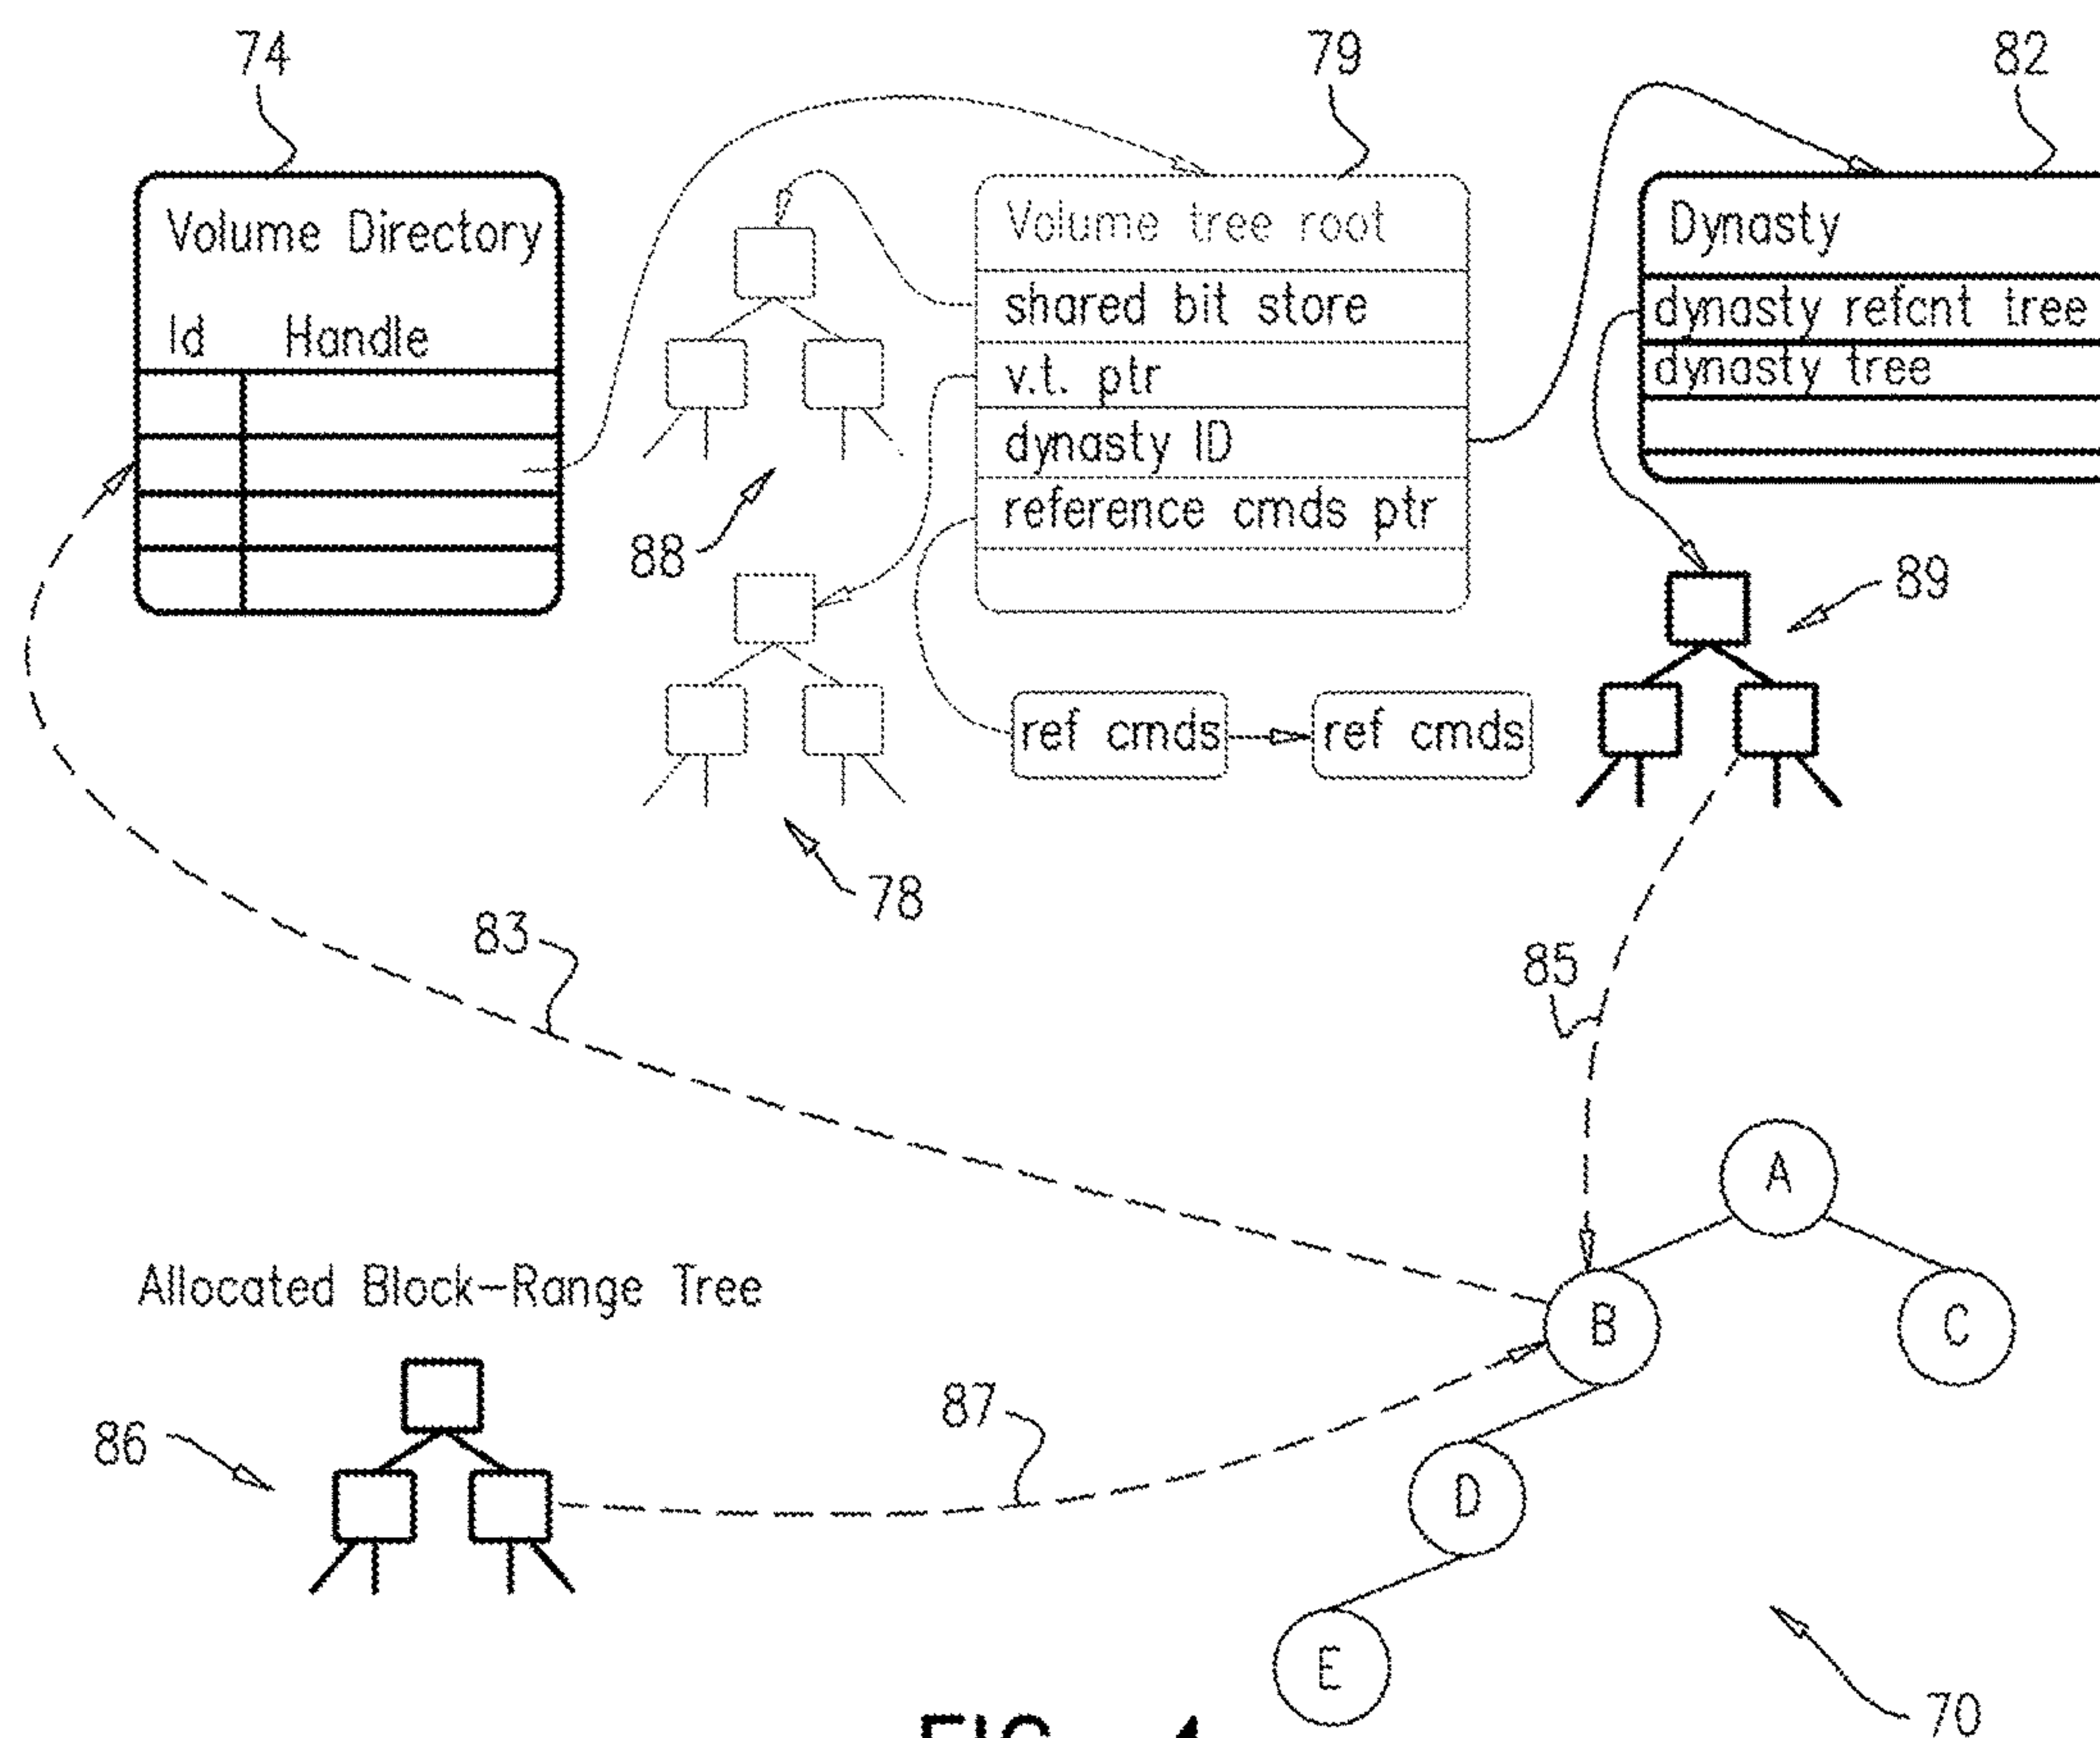 74
79
82
Volume Directory
Id Handle
Volume tree root
shared bit store
v.t. ptr
dynasty ID
reference cmds ptr
Dynasty
dynasty refcnt tree
dynasty tree
88
89
ref cmds
ref cmds
78
83
85
A
B
C
Allocated Block-Range Tree
86
87
D
E
70